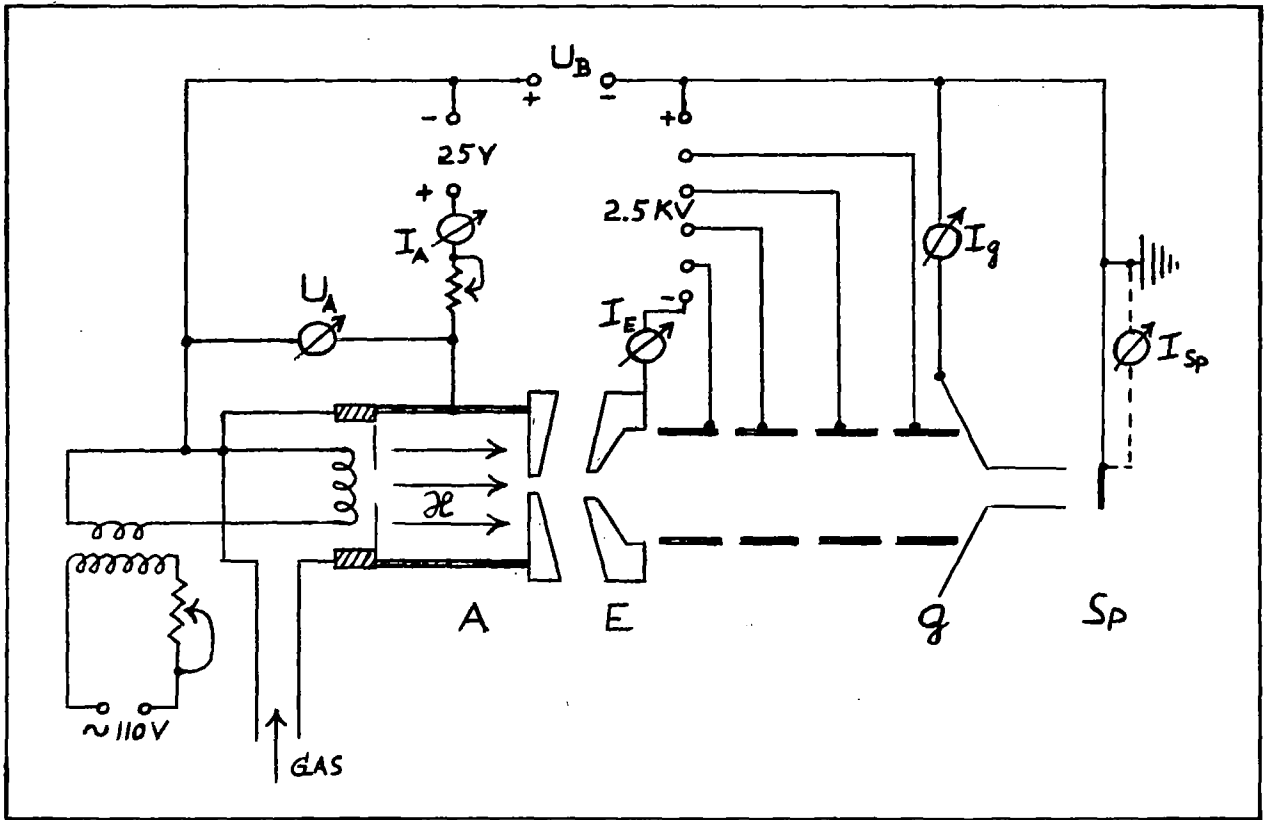 U_B
+ -
- +
25V
+
2.5 KV
I_A
I_g
U_A
I_E -
I_Sp
ℋ
A E g Sp
~110V
GAS